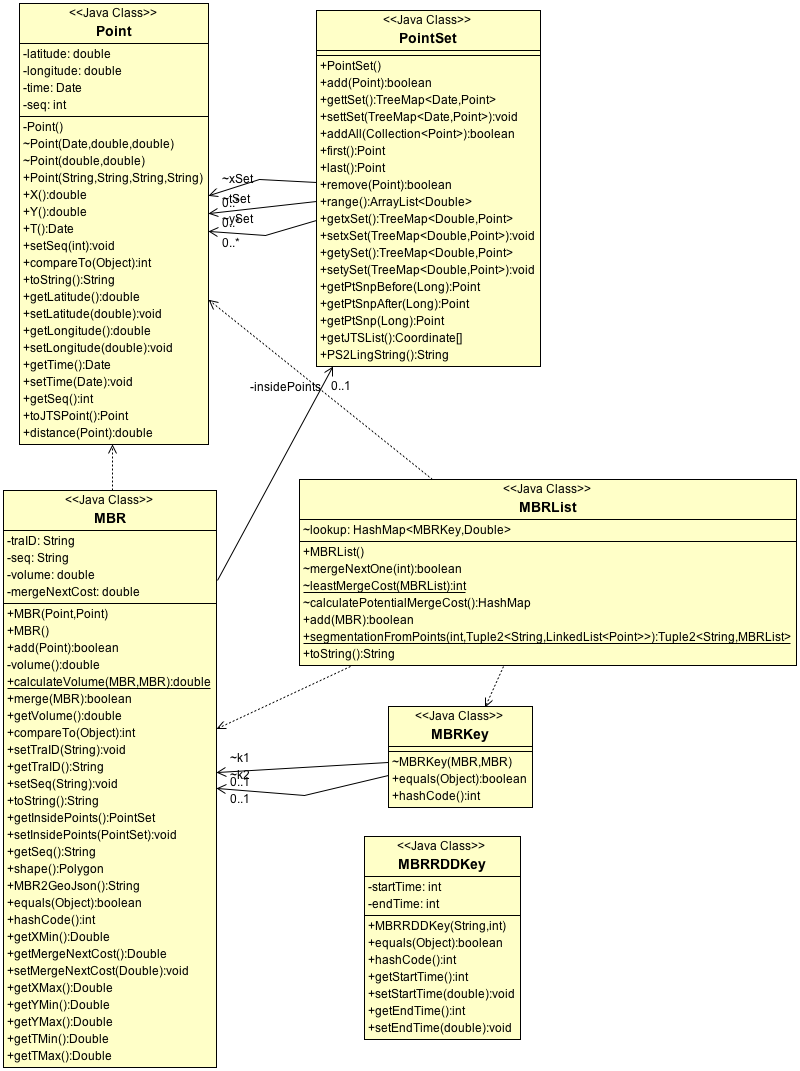 <<Java Class>>
Point
-latitude: double
-longitude: double
-time: Date
-seq: int
-Point()
~Point(Date,double,double)
~Point(double,double)
+Point(String,String,String,String)
+X():double
+Y():double
+T():Date
+setSeq(int):void
+compareTo(Object):int
+toString():String
+getLatitude():double
+setLatitude(double):void
+getLongitude():double
+setLongitude(double):void
+getTime():Date
+setTime(Date):void
+getSeq():int
+toJTSPoint():Point
+distance(Point):double
<<Java Class>>
PointSet
+PointSet()
+add(Point):boolean
+gettSet():TreeMap<Date,Point>
+settSet(TreeMap<Date,Point>):void
+addAll(Collection<Point>):boolean
+first():Point
+last():Point
+remove(Point):boolean
+range():ArrayList<Double>
+getxSet():TreeMap<Double,Point>
+setxSet(TreeMap<Double,Point>):void
+getySet():TreeMap<Double,Point>
+setySet(TreeMap<Double,Point>):void
+getPtSnpBefore(Long):Point
+getPtSnpAfter(Long):Point
+getPtSnp(Long):Point
+getJTSList():Coordinate[]
+PS2LingString():String
~xSet
0..*
~tSet
0..*
~ySet
0..*
-insidePoints
0..1
<<Java Class>>
MBR
-traID: String
-seq: String
-volume: double
-mergeNextCost: double
+MBR(Point,Point)
+MBR()
+add(Point):boolean
-volume():double
+calculateVolume(MBR,MBR):double
+merge(MBR):boolean
+getVolume():double
+compareTo(Object):int
+setTraID(String):void
+getTraID():String
+setSeq(String):void
+toString():String
+getInsidePoints():PointSet
+setInsidePoints(PointSet):void
+getSeq():String
+shape():Polygon
+MBR2GeoJson():String
+equals(Object):boolean
+hashCode():int
+getXMin():Double
+getMergeNextCost():Double
+setMergeNextCost(Double):void
+getXMax():Double
+getYMin():Double
+getYMax():Double
+getTMin():Double
+getTMax():Double
<<Java Class>>
MBRList
~lookup: HashMap<MBRKey,Double>
+MBRList()
~mergeNextOne(int):boolean
~leastMergeCost(MBRList):int
~calculatePotentialMergeCost():HashMap
+add(MBR):boolean
+segmentationFromPoints(int,Tuple2<String,LinkedList<Point>>):Tuple2<String,MBRList>
+toString():String
<<Java Class>>
MBRKey
~MBRKey(MBR,MBR)
+equals(Object):boolean
+hashCode():int
~k1
0..1
~k2
0..1
<<Java Class>>
MBRRDDKey
-startTime: int
-endTime: int
+MBRRDDKey(String,int)
+equals(Object):boolean
+hashCode():int
+getStartTime():int
+setStartTime(double):void
+getEndTime():int
+setEndTime(double):void